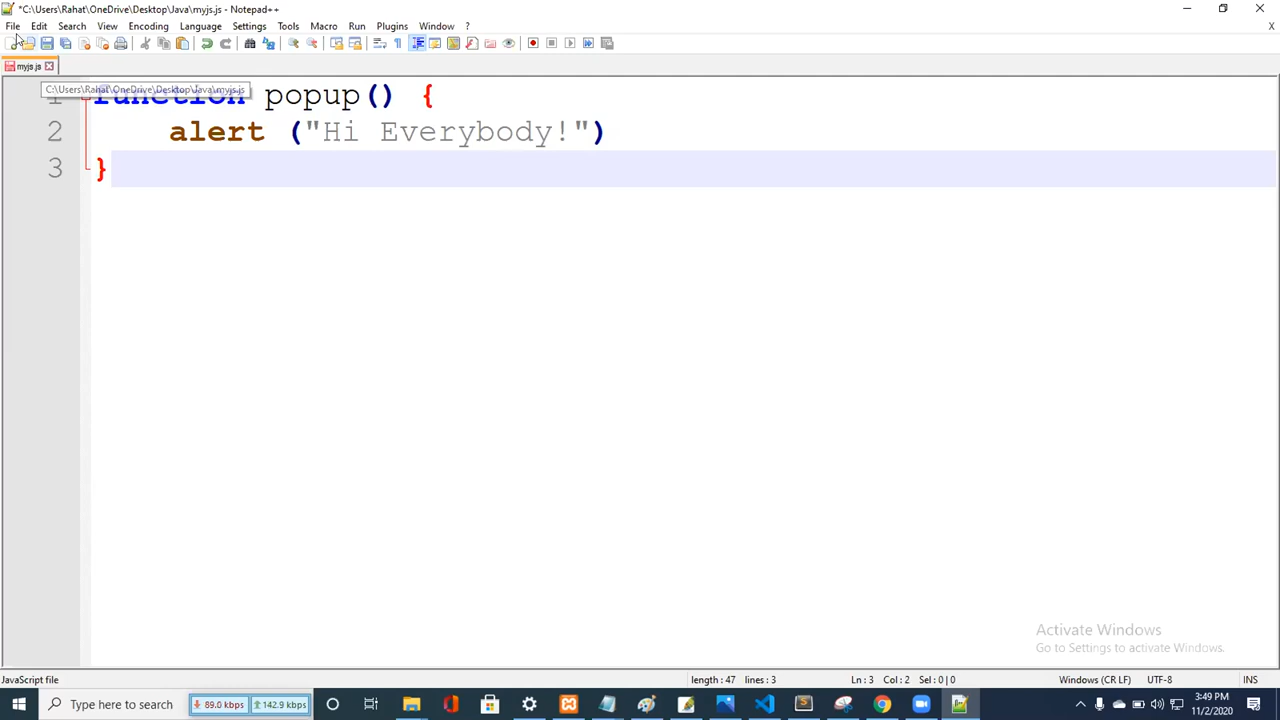 *C:\Users\Rahat\OneDrive\Desktop\Java\myjs.js - Notepad++
File Edit Search View Encoding Language Settings Tools Macro Run Plugins Window ? X
myjs.js
C:\Users\Rahat\OneDrive\Desktop\Java\myjs.js
1 function popup() {
2 alert ("Hi Everybody!")
3 }
Activate Windows
Go to Settings to activate Windows.
JavaScript file length : 47 lines : 3 Ln : 3 Col : 2 Sel : 0 | 0 Windows (CR LF) UTF-8 INS
Type here to search 89.0 kbps 142.9 kbps 3:49 PM
11/2/2020